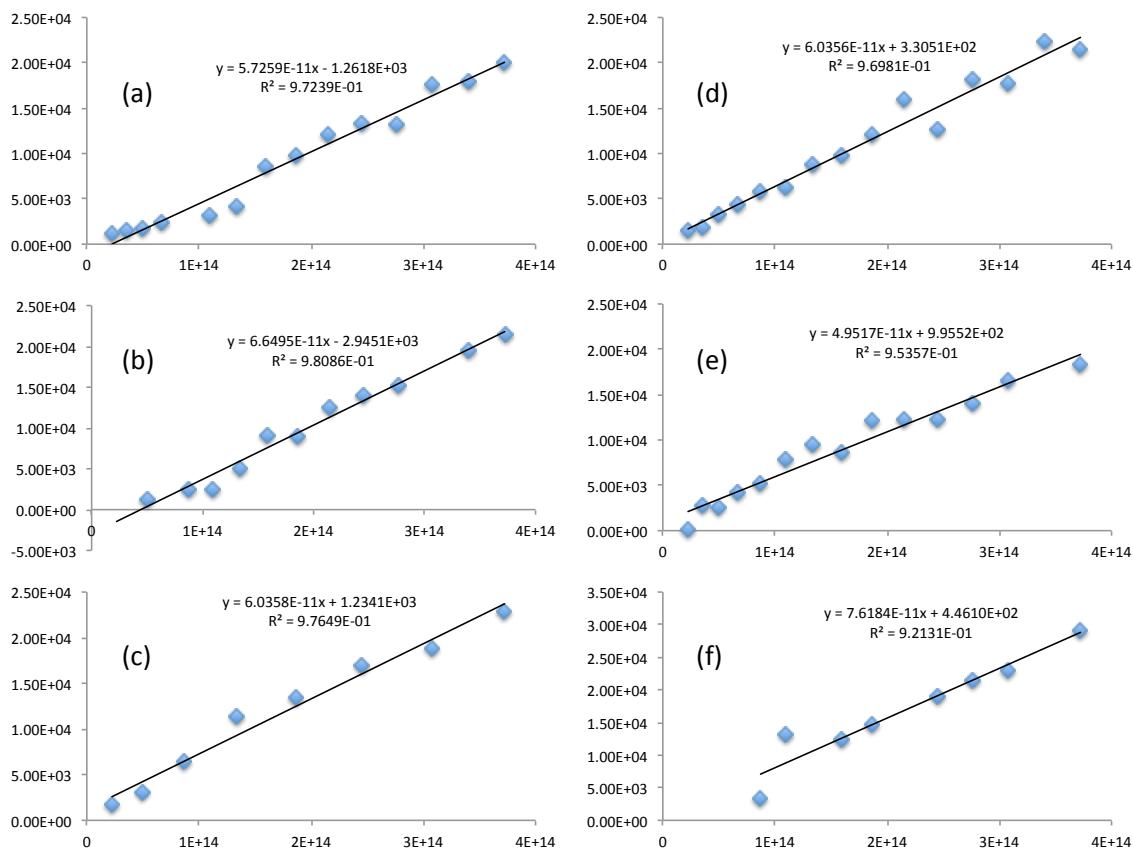 2.50E+04
2.00E+04
1.50E+04
1.00E+04
5.00E+03
0.00E+00
0 1E+14 2E+14 3E+14 4E+14
(a)
y = 5.7259E-11x - 1.2618E+03
R² = 9.7239E-01
2.50E+04
2.00E+04
1.50E+04
1.00E+04
5.00E+03
0.00E+00
0 1E+14 2E+14 3E+14 4E+14
(d)
y = 6.0356E-11x + 3.3051E+02
R² = 9.6981E-01
2.50E+04
2.00E+04
1.50E+04
1.00E+04
5.00E+03
0.00E+00
-5.00E+03
0 1E+14 2E+14 3E+14 4E+14
(b)
y = 6.6495E-11x - 2.9451E+03
R² = 9.8086E-01
2.50E+04
2.00E+04
1.50E+04
1.00E+04
5.00E+03
0.00E+00
0 1E+14 2E+14 3E+14 4E+14
(e)
y = 4.9517E-11x + 9.9552E+02
R² = 9.5357E-01
2.50E+04
2.00E+04
1.50E+04
1.00E+04
5.00E+03
0.00E+00
0 1E+14 2E+14 3E+14 4E+14
(c)
y = 6.0358E-11x + 1.2341E+03
R² = 9.7649E-01
3.50E+04
3.00E+04
2.50E+04
2.00E+04
1.50E+04
1.00E+04
5.00E+03
0.00E+00
0 1E+14 2E+14 3E+14 4E+14
(f)
y = 7.6184E-11x + 4.4610E+02
R² = 9.2131E-01